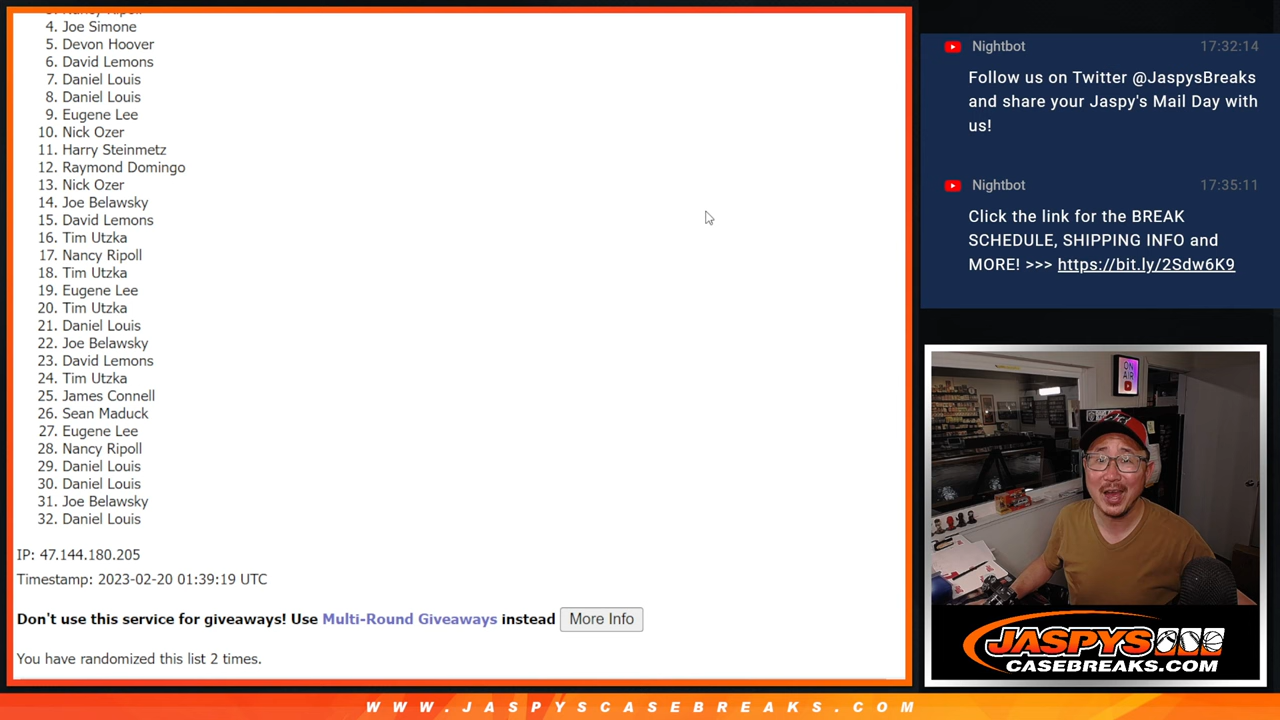 4. Joe Simone
5. Devon Hoover
6. David Lemons
7. Daniel Louis
8. Daniel Louis
9. Eugene Lee
10. Nick Ozer
11. Harry Steinmetz
12. Raymond Domingo
13. Nick Ozer
14. Joe Belawsky
15. David Lemons
16. Tim Utzka
17. Nancy Ripoll
18. Tim Utzka
19. Eugene Lee
20. Tim Utzka
21. Daniel Louis
22. Joe Belawsky
23. David Lemons
24. Tim Utzka
25. James Connell
26. Sean Maduck
27. Eugene Lee
28. Nancy Ripoll
29. Daniel Louis
30. Daniel Louis
31. Joe Belawsky
32. Daniel Louis
IP: 47.144.180.205
Timestamp: 2023-02-20 01:39:19 UTC
Don't use this service for giveaways! Use Multi-Round Giveaways instead More Info
You have randomized this list 2 times.
Nightbot 17:32:14
Follow us on Twitter @JaspysBreaks
and share your Jaspy's Mail Day with
us!
Nightbot 17:35:11
Click the link for the BREAK
SCHEDULE, SHIPPING INFO and
MORE! >>> https://bit.ly/2Sdw6K9
ON
AIR
JASPYS
CASEBREAKS.COM
WWW.JASPYSCASEBREAKS.COM